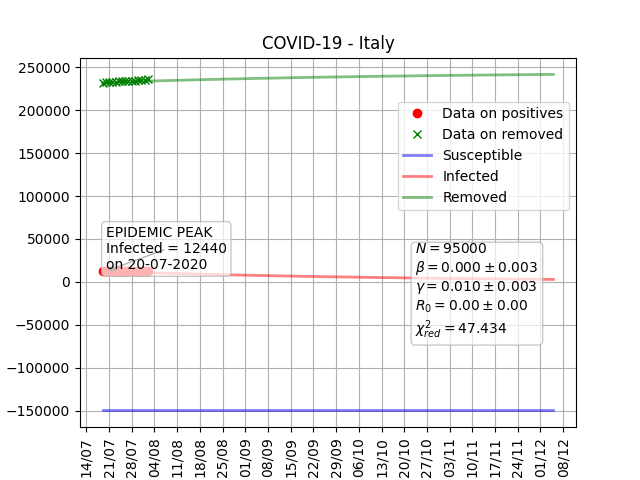 COVID-19 - Italy
250000
200000
150000
100000
50000
0
−50000
−100000
−150000
Data on positives
Data on removed
Susceptible
Infected
Removed
EPIDEMIC PEAK
Infected = 12440
on 20-07-2020
N = 95000
β = 0.000 ± 0.003
γ = 0.010 ± 0.003
R₀ = 0.00 ± 0.00
χ²red = 47.434
14/07
21/07
28/07
04/08
11/08
18/08
25/08
01/09
08/09
15/09
22/09
29/09
06/10
13/10
20/10
27/10
03/11
10/11
17/11
24/11
01/12
08/12